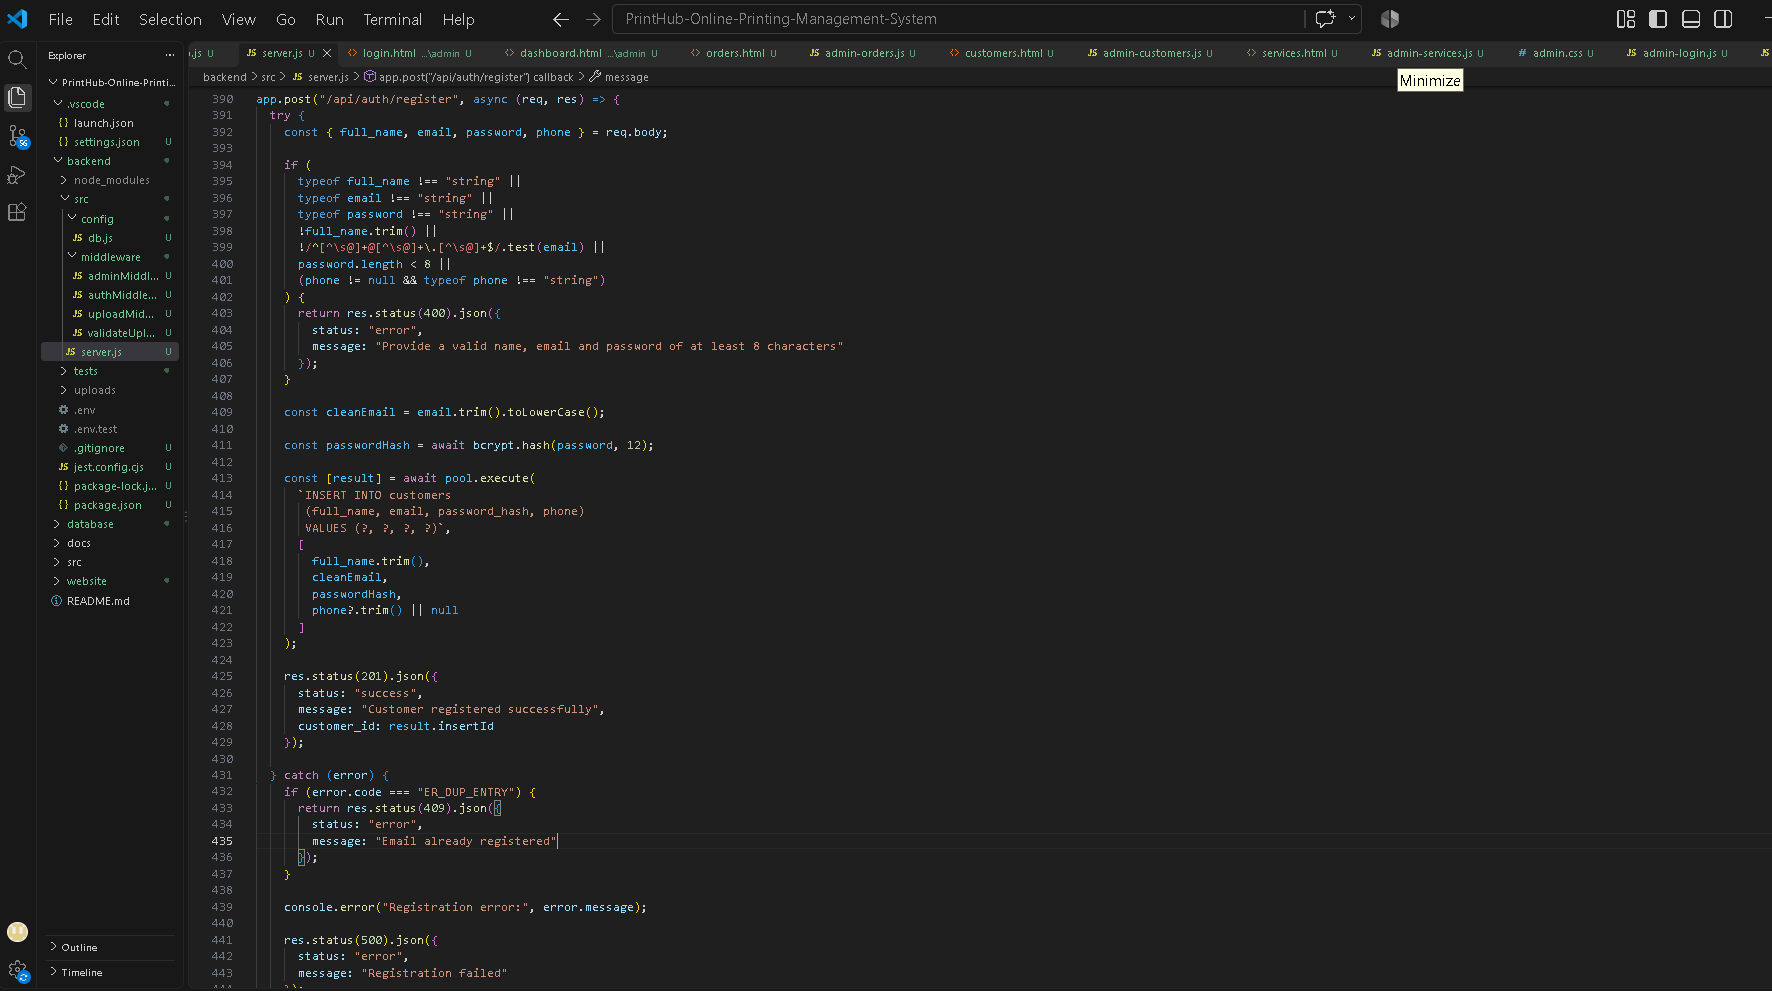 File Edit Selection View Go Run Terminal Help
PrintHub-Online-Printing-Management-System
Explorer
.js U
server.js U
login.html ...\admin U
dashboard.html ...\admin U
orders.html U
admin-orders.js U
customers.html U
admin-customers.js U
services.html U
admin-services.js U
admin.css U
admin-login.js U
JS
Minimize
backend > src > JS server.js > app.post("/api/auth/register") callback > message
PrintHub-Online-Printi...
.vscode
launch.json
settings.json U
backend
node_modules
src
config
db.js U
middleware
adminMiddl... U
authMiddle... U
uploadMid... U
validateUpl... U
server.js U
tests
uploads
.env
.env.test
.gitignore U
jest.config.cjs U
package-lock.j... U
package.json U
database
docs
src
website
README.md
Outline
Timeline
56
390 app.post("/api/auth/register", async (req, res) => {
391 try {
392 const { full_name, email, password, phone } = req.body;
393
394 if (
395 typeof full_name !== "string" ||
396 typeof email !== "string" ||
397 typeof password !== "string" ||
398 !full_name.trim() ||
399 !/^[^\s@]+@[^\s@]+\.[^\s@]+$/.test(email) ||
400 password.length < 8 ||
401 (phone != null && typeof phone !== "string")
402 ) {
403 return res.status(400).json({
404 status: "error",
405 message: "Provide a valid name, email and password of at least 8 characters"
406 });
407 }
408
409 const cleanEmail = email.trim().toLowerCase();
410
411 const passwordHash = await bcrypt.hash(password, 12);
412
413 const [result] = await pool.execute(
414 `INSERT INTO customers
415 (full_name, email, password_hash, phone)
416 VALUES (?, ?, ?, ?)`,
417 [
418 full_name.trim(),
419 cleanEmail,
420 passwordHash,
421 phone?.trim() || null
422 ]
423 );
424
425 res.status(201).json({
426 status: "success",
427 message: "Customer registered successfully",
428 customer_id: result.insertId
429 });
430
431 } catch (error) {
432 if (error.code === "ER_DUP_ENTRY") {
433 return res.status(409).json({
434 status: "error",
435 message: "Email already registered"
436 });
437 }
438
439 console.error("Registration error:", error.message);
440
441 res.status(500).json({
442 status: "error",
443 message: "Registration failed"
444 });